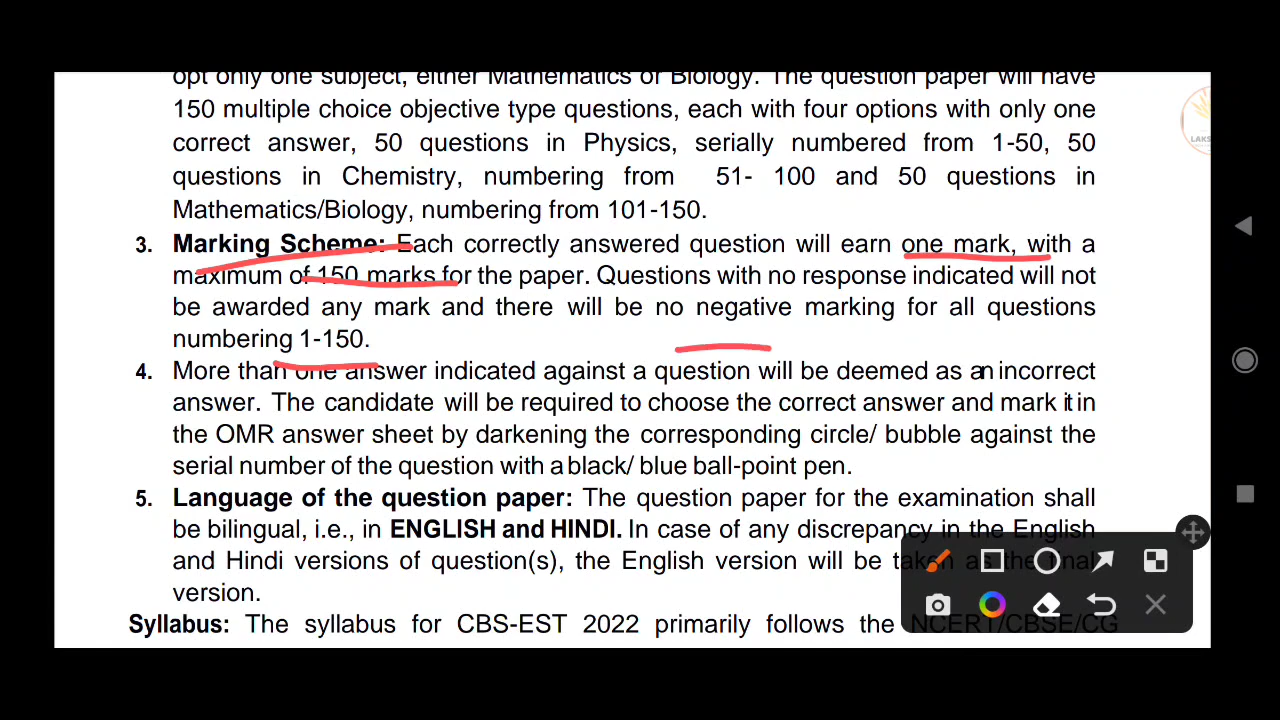 opt only one subject, either Mathematics or Biology. The question paper will have
150 multiple choice objective type questions, each with four options with only one
correct answer, 50 questions in Physics, serially numbered from 1-50, 50
questions in Chemistry, numbering from 51- 100 and 50 questions in
Mathematics/Biology, numbering from 101-150.
3. Marking Scheme: Each correctly answered question will earn one mark, with a
maximum of 150 marks for the paper. Questions with no response indicated will not
be awarded any mark and there will be no negative marking for all questions
numbering 1-150.
4. More than one answer indicated against a question will be deemed as an incorrect
answer. The candidate will be required to choose the correct answer and mark it in
the OMR answer sheet by darkening the corresponding circle/ bubble against the
serial number of the question with a black/ blue ball-point pen.
5. Language of the question paper: The question paper for the examination shall
be bilingual, i.e., in ENGLISH and HINDI. In case of any discrepancy in the English
and Hindi versions of question(s), the English version will be taken as the final
version.
Syllabus: The syllabus for CBS-EST 2022 primarily follows the NCERT/CBSE/CG